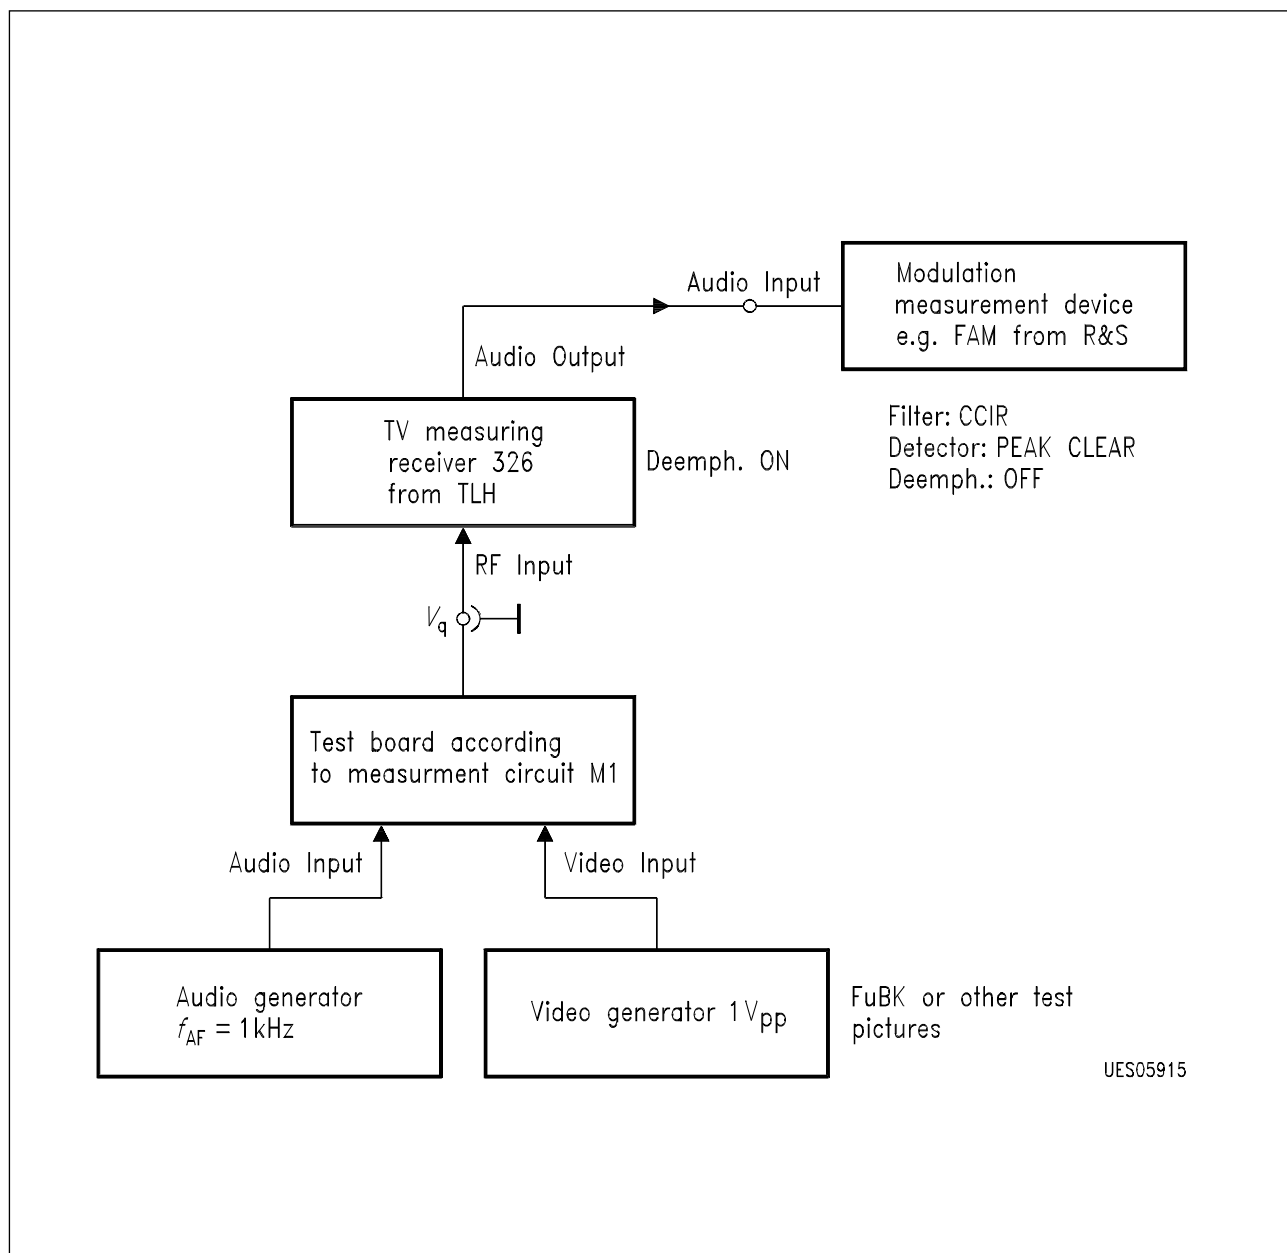 Audio Input
Modulation
measurement device
e.g. FAM from R&S
Audio Output
Filter: CCIR
Detector: PEAK CLEAR
Deemph.: OFF
TV measuring
receiver 326
from TLH
Deemph. ON
RF Input
Vq
Test board according
to measurment circuit M1
Audio Input
Video Input
Audio generator
fAF = 1kHz
Video generator 1Vpp
FuBK or other test
pictures
UES05915